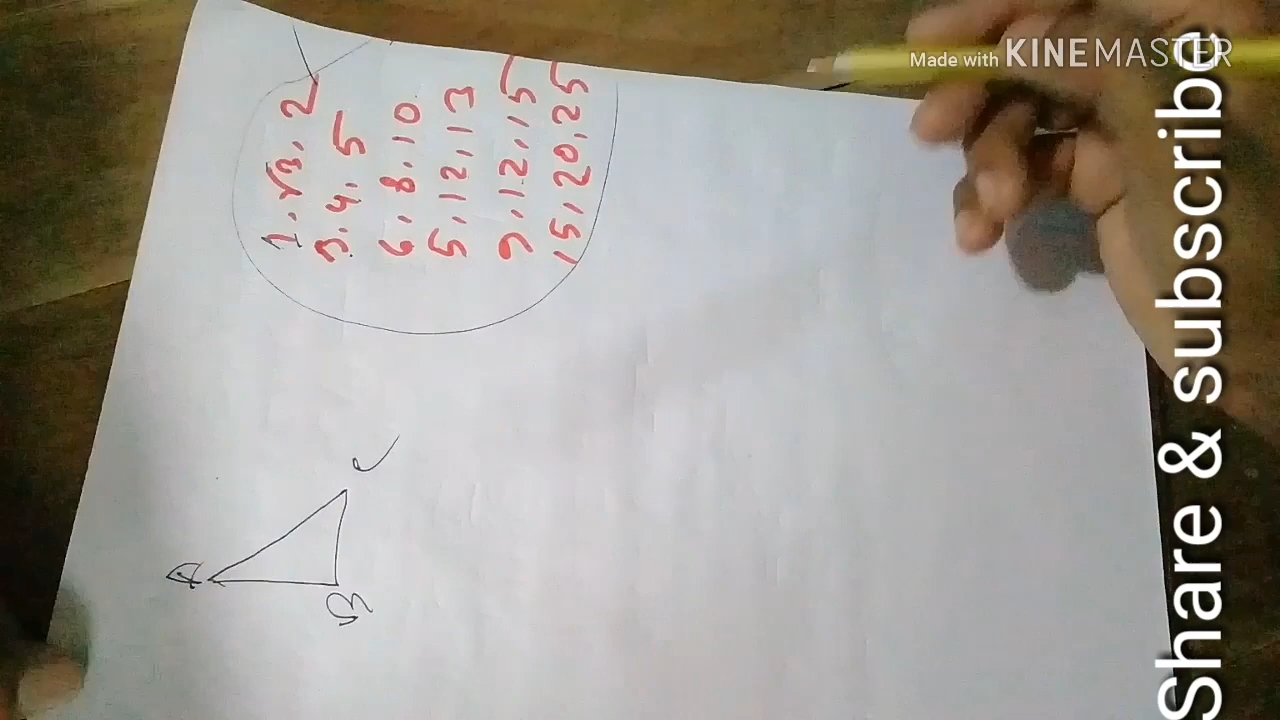 1, √3, 2
3, 4, 5
6, 8, 10
5, 12, 13
9, 12, 15
15, 20, 25
A
B
C
Made with KINEMASTER
Share & subscribe